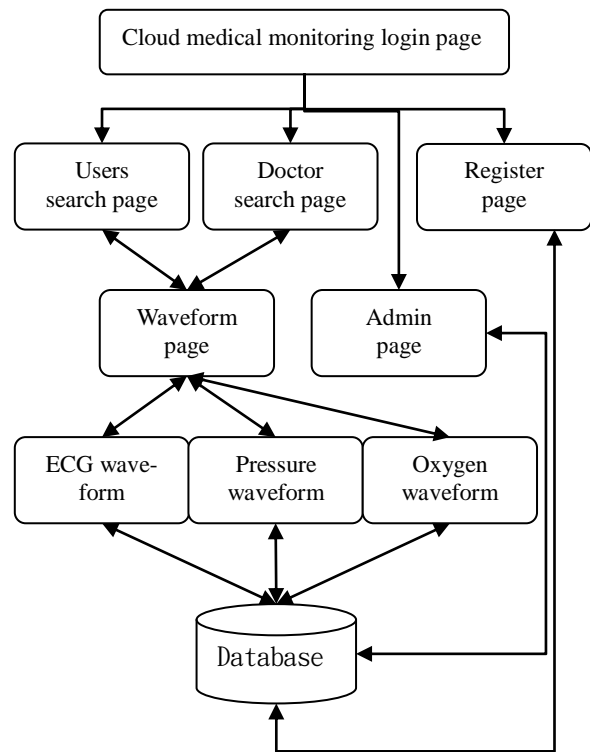 Cloud medical monitoring login page
Users
search page
Doctor
search page
Register
page
Waveform
page
Admin
page
ECG wave-
form
Pressure
waveform
Oxygen
waveform
Database